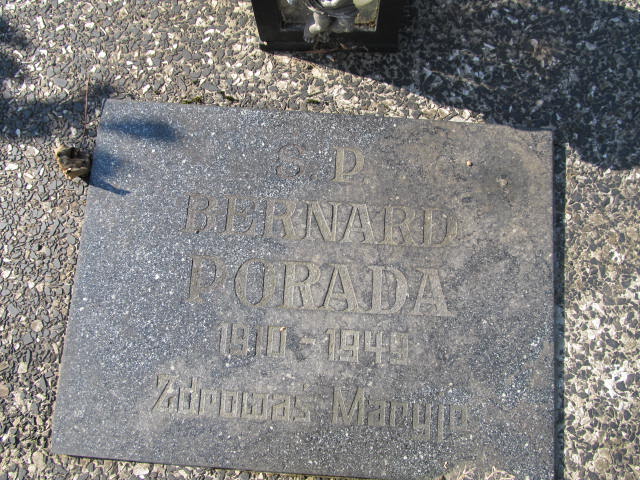 Ś. P.
BERNARD
PORADA
1910 - 1949
Zdrowaś Maryjo